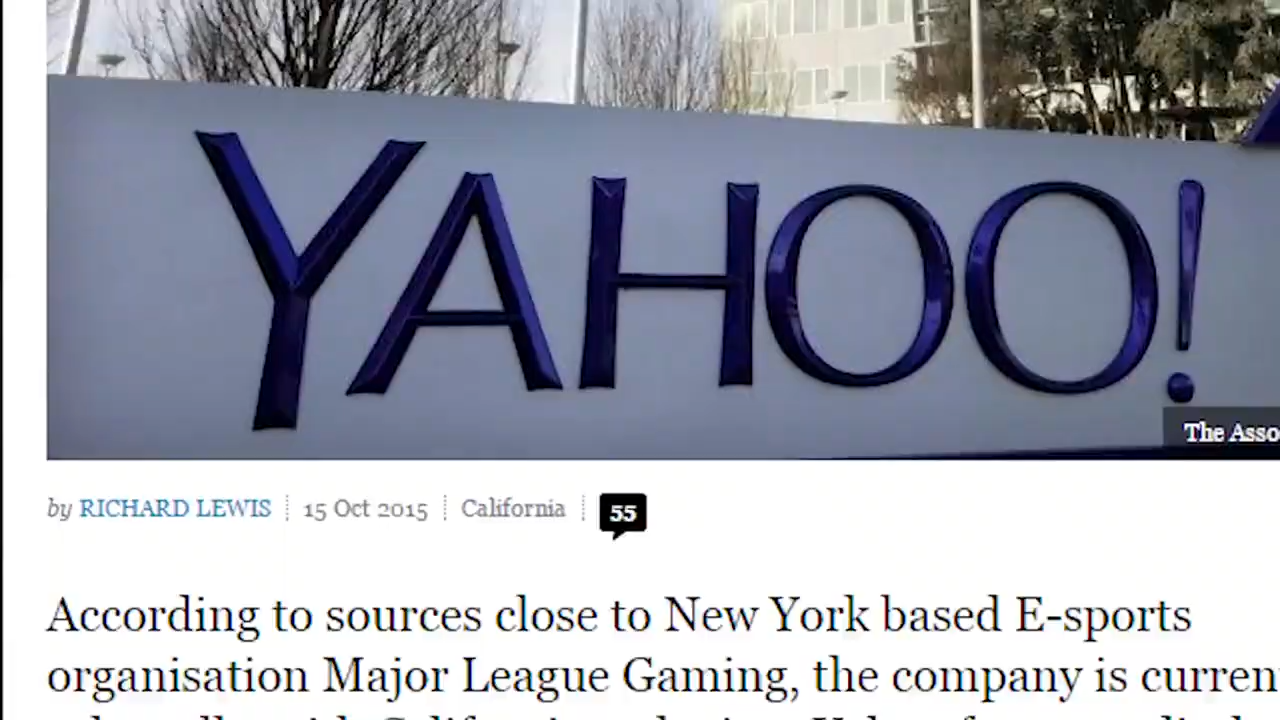 YAHOO!
The Asso
by RICHARD LEWIS 15 Oct 2015 California 55
According to sources close to New York based E-sports
organisation Major League Gaming, the company is curren